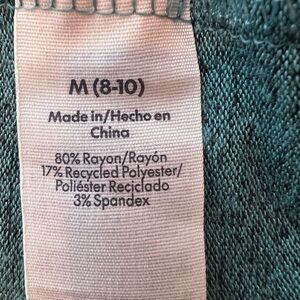 M (8-10)
Made in/Hecho en
China
80% Rayon/Rayón
17% Recycled Polyester/
Poliéster Reciclado
3% Spandex